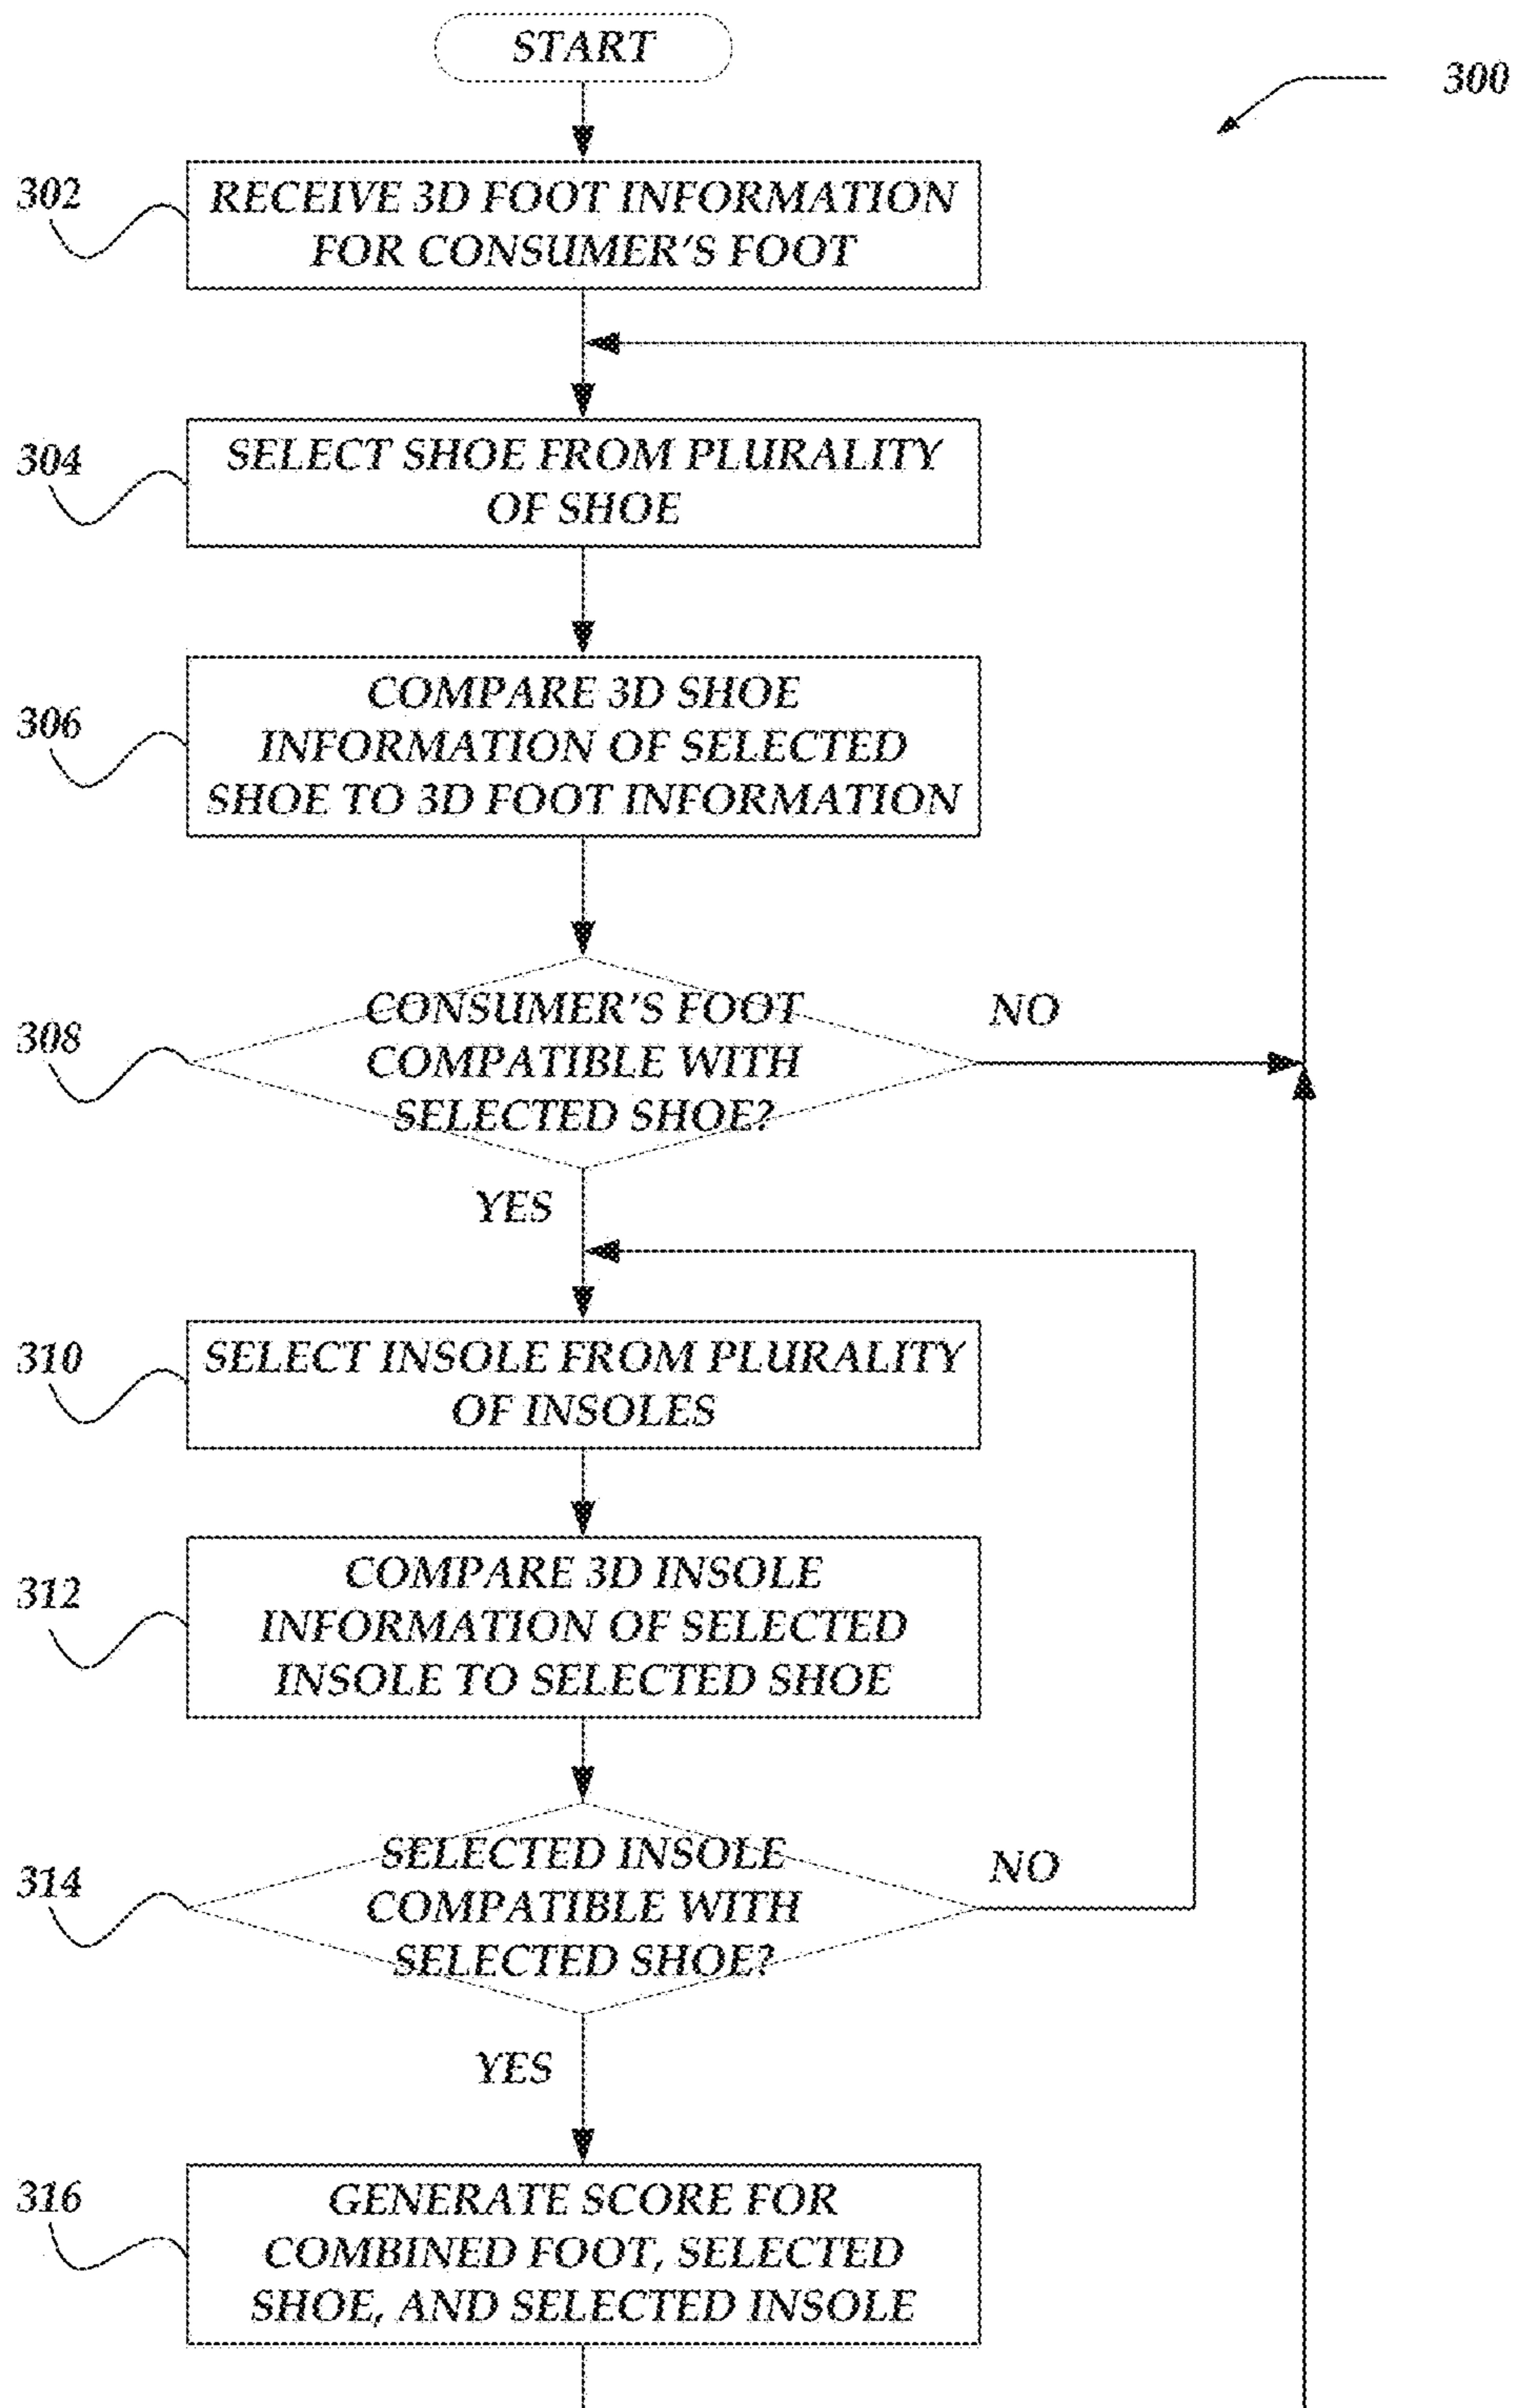 START
300
302
RECEIVE 3D FOOT INFORMATION
FOR CONSUMER'S FOOT
304
SELECT SHOE FROM PLURALITY
OF SHOE
306
COMPARE 3D SHOE
INFORMATION OF SELECTED
SHOE TO 3D FOOT INFORMATION
308
CONSUMER'S FOOT
COMPATIBLE WITH
SELECTED SHOE?
NO
YES
310
SELECT INSOLE FROM PLURALITY
OF INSOLES
312
COMPARE 3D INSOLE
INFORMATION OF SELECTED
INSOLE TO SELECTED SHOE
314
SELECTED INSOLE
COMPATIBLE WITH
SELECTED SHOE?
NO
YES
316
GENERATE SCORE FOR
COMBINED FOOT, SELECTED
SHOE, AND SELECTED INSOLE